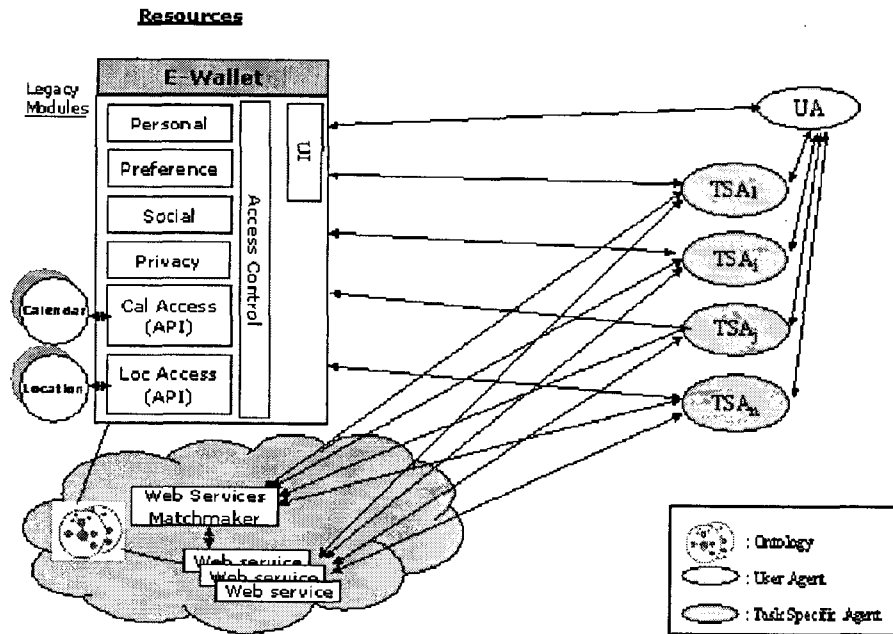 Resources
E-Wallet
Legacy
Modules
Personal
Preference
Social
Privacy
Cal Access
(API)
Loc Access
(API)
Access Control
UI
Calendar
Location
UA
TSA1
TSAi
TSAj
TSAn
Web Services
Matchmaker
Web service
Web service
Web service
: Ontology
: User Agent
: Task Specific Agent